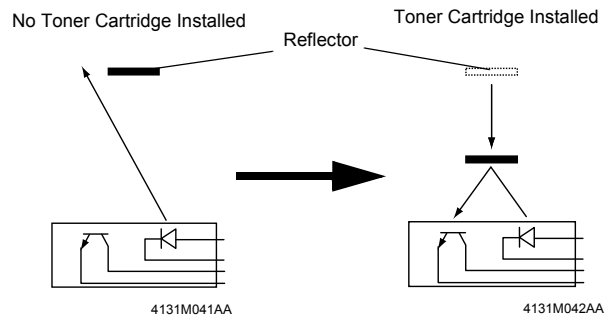 No Toner Cartridge Installed
Toner Cartridge Installed
Reflector
4131M041AA
4131M042AA